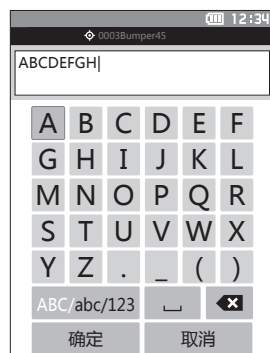 12:34
0003Bumper45
ABCDEFGH
A B C D E F
G H I J K L
M N O P Q R
S T U V W X
Y Z . _ ( )
ABC/abc/123
确定 取消